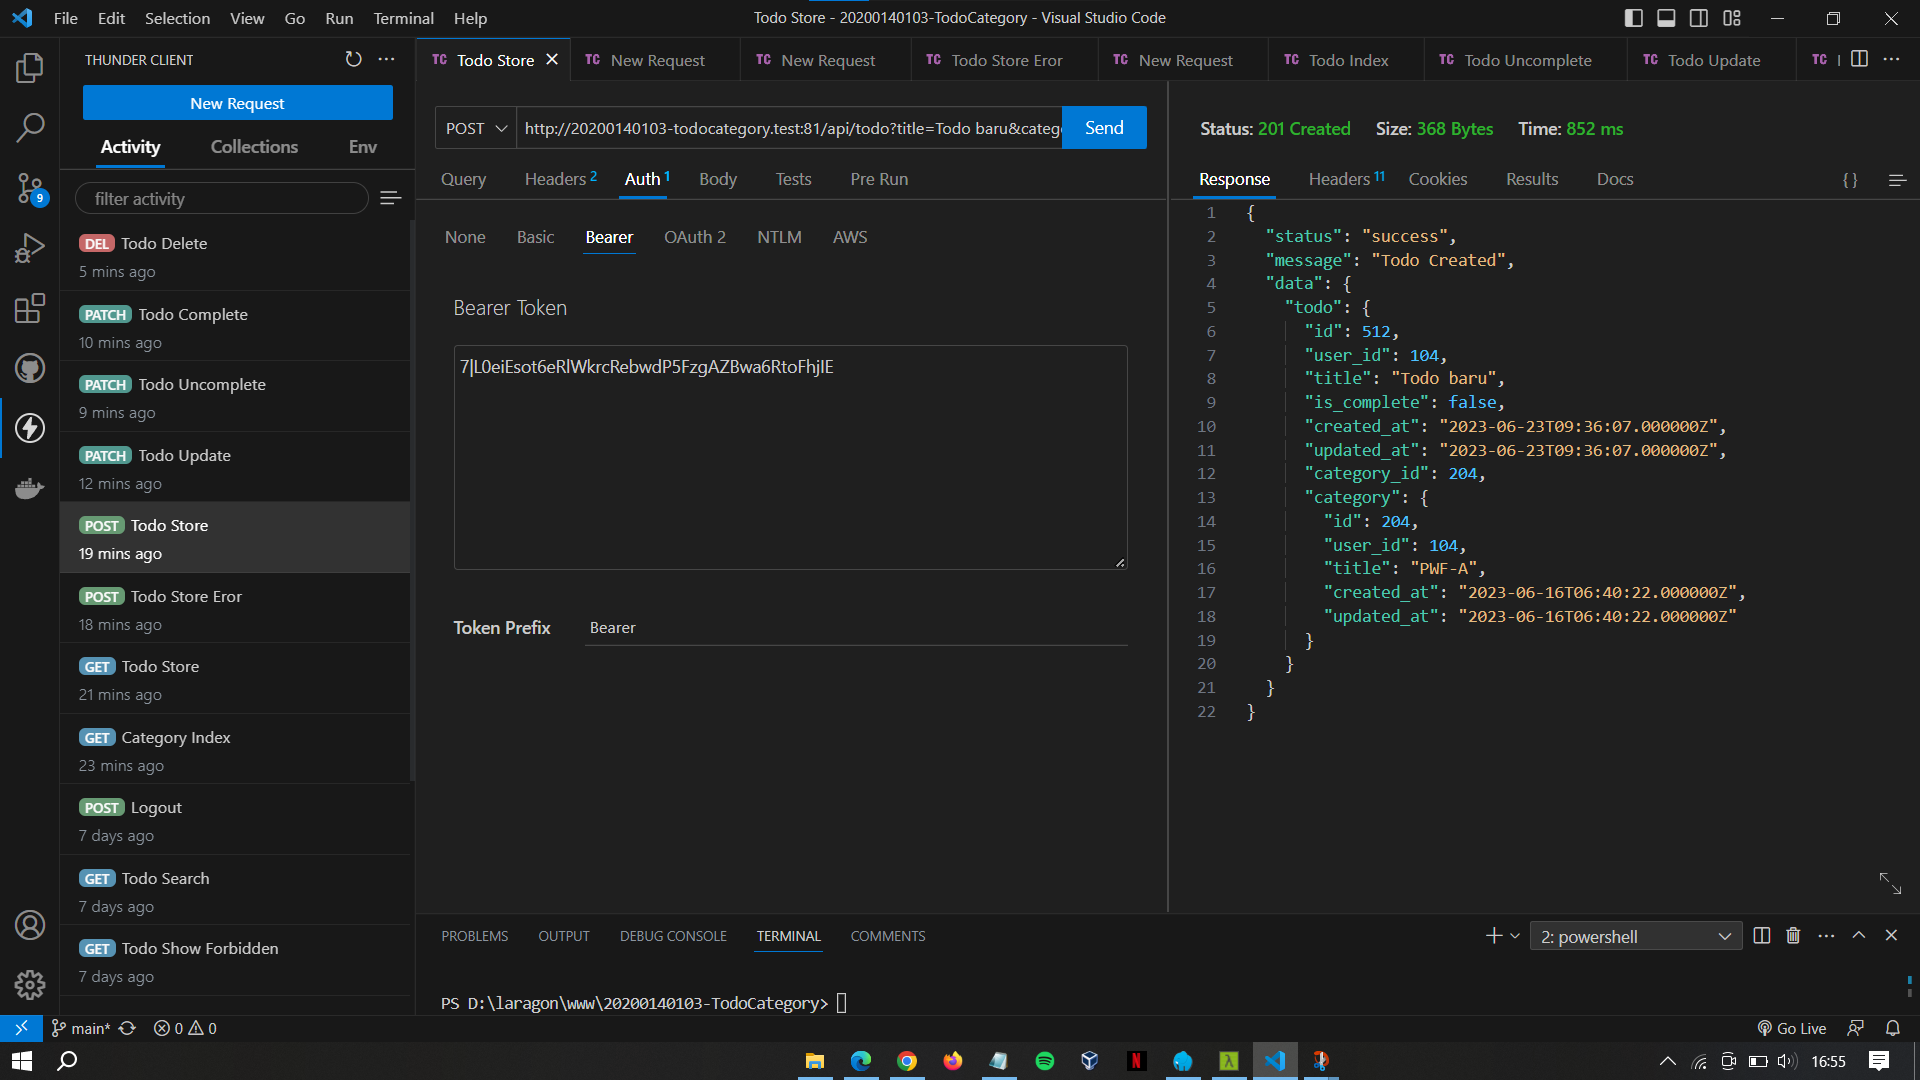 File Edit Selection View Go Run Terminal Help
Todo Store - 20200140103-TodoCategory - Visual Studio Code
THUNDER CLIENT
New Request
Activity Collections Env
filter activity
DEL Todo Delete
5 mins ago
PATCH Todo Complete
10 mins ago
PATCH Todo Uncomplete
9 mins ago
PATCH Todo Update
12 mins ago
POST Todo Store
19 mins ago
POST Todo Store Eror
18 mins ago
GET Todo Store
21 mins ago
GET Category Index
23 mins ago
POST Logout
7 days ago
GET Todo Search
7 days ago
GET Todo Show Forbidden
7 days ago
9
TC Todo Store TC New Request TC New Request TC Todo Store Eror TC New Request TC Todo Index TC Todo Uncomplete TC Todo Update TC
POST http://20200140103-todocategory.test:81/api/todo?title=Todo baru&categ Send
Query Headers 2 Auth 1 Body Tests Pre Run
None Basic Bearer OAuth 2 NTLM AWS
Bearer Token
7|L0eiEsot6eRlWkrcRebwdP5FzgAZBwa6RtoFhjIE
Token Prefix Bearer
Status: 201 Created Size: 368 Bytes Time: 852 ms
Response Headers 11 Cookies Results Docs {}
1 {
2 "status": "success",
3 "message": "Todo Created",
4 "data": {
5 "todo": {
6 "id": 512,
7 "user_id": 104,
8 "title": "Todo baru",
9 "is_complete": false,
10 "created_at": "2023-06-23T09:36:07.000000Z",
11 "updated_at": "2023-06-23T09:36:07.000000Z",
12 "category_id": 204,
13 "category": {
14 "id": 204,
15 "user_id": 104,
16 "title": "PWF-A",
17 "created_at": "2023-06-16T06:40:22.000000Z",
18 "updated_at": "2023-06-16T06:40:22.000000Z"
19 }
20 }
21 }
22 }
PROBLEMS OUTPUT DEBUG CONSOLE TERMINAL COMMENTS
2: powershell
PS D:\laragon\www\20200140103-TodoCategory>
main* 0 0
Go Live
16:55